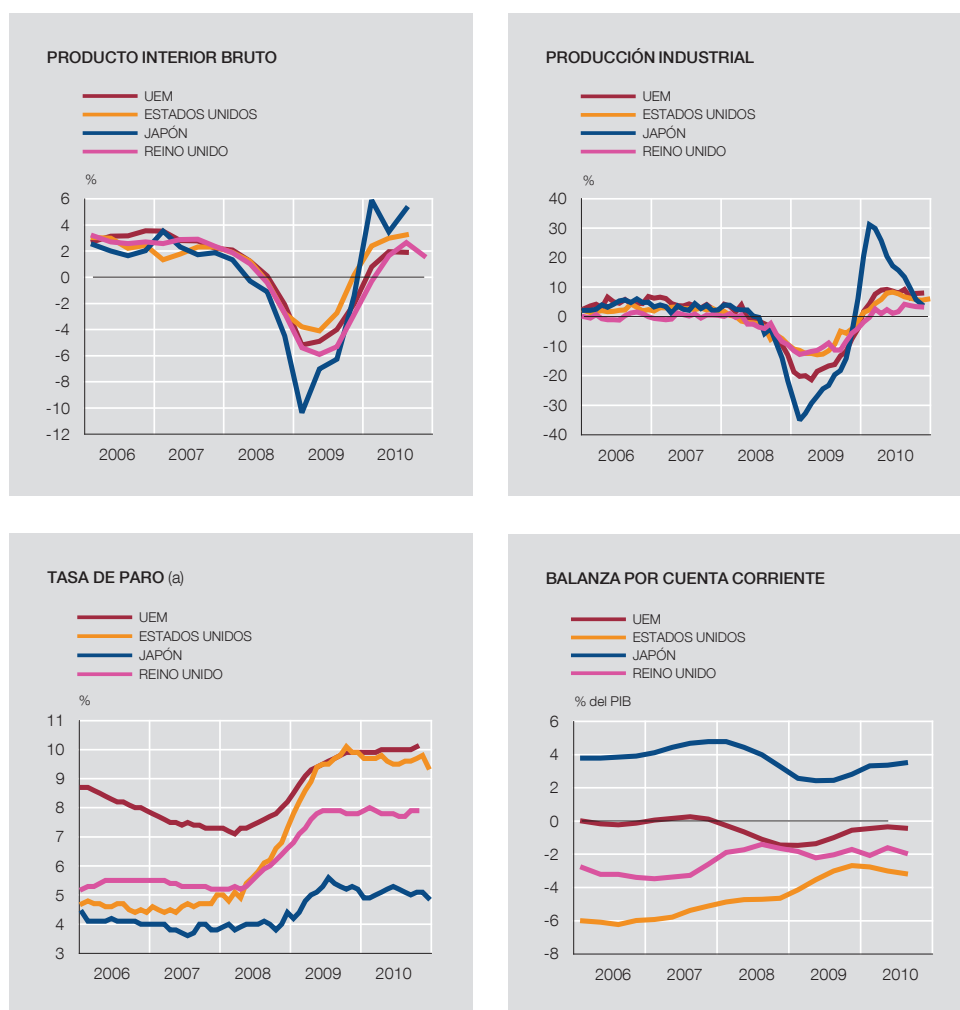 PRODUCTO INTERIOR BRUTO
UEM
ESTADOS UNIDOS
JAPÓN
REINO UNIDO
%
6
4
2
0
-2
-4
-6
-8
-10
-12
2006 2007 2008 2009 2010
PRODUCCIÓN INDUSTRIAL
UEM
ESTADOS UNIDOS
JAPÓN
REINO UNIDO
%
40
30
20
10
0
-10
-20
-30
-40
2006 2007 2008 2009 2010
TASA DE PARO (a)
UEM
ESTADOS UNIDOS
JAPÓN
REINO UNIDO
%
11
10
9
8
7
6
5
4
3
2006 2007 2008 2009 2010
BALANZA POR CUENTA CORRIENTE
UEM
ESTADOS UNIDOS
JAPÓN
REINO UNIDO
% del PIB
6
4
2
0
-2
-4
-6
-8
2006 2007 2008 2009 2010